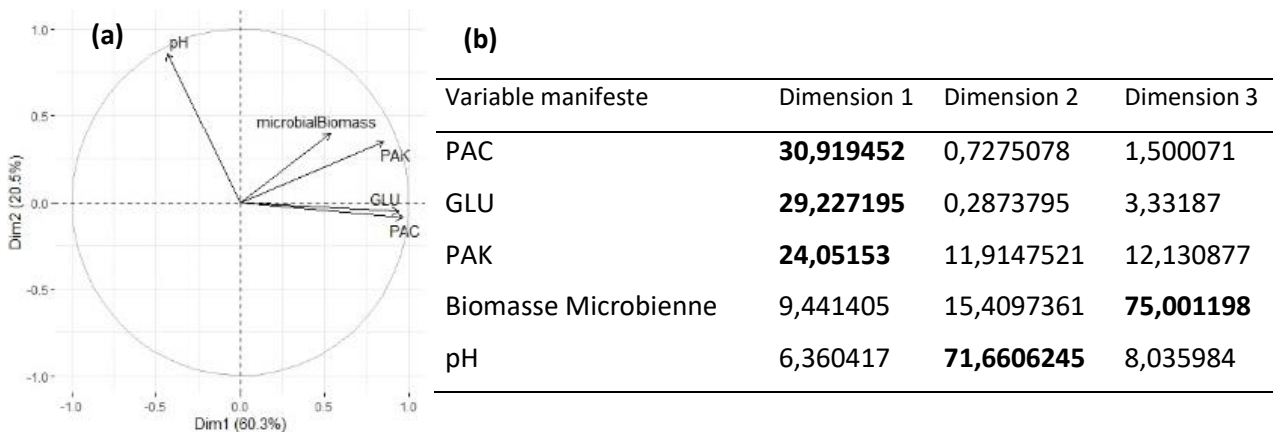 (a)
1.0
0.5
0.0
-0.5
-1.0
Dim2 (20.5%)
pH
microbialBiomass
PAK
GLU
PAC
-1.0 -0.5 0.0 0.5 1.0
Dim1 (60.3%)
(b)
Variable manifeste Dimension 1 Dimension 2 Dimension 3
PAC 30,919452 0,7275078 1,500071
GLU 29,227195 0,2873795 3,33187
PAK 24,05153 11,9147521 12,130877
Biomasse Microbienne 9,441405 15,4097361 75,001198
pH 6,360417 71,6606245 8,035984